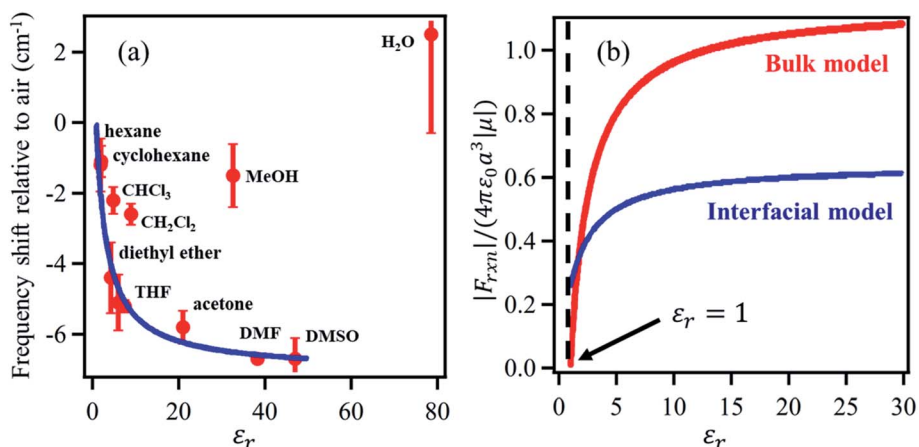 (a)
Frequency shift relative to air (cm⁻¹)
2
0
-2
-4
-6
H₂O
hexane
cyclohexane
CHCl₃
MeOH
CH₂Cl₂
diethyl ether
THF
acetone
DMF
DMSO
0
20
40
60
80
εᵣ
(b)
|F_rxn|/(4πε₀a³|μ|)
1.0
0.8
0.6
0.4
0.2
0.0
Bulk model
Interfacial model
εᵣ = 1
0
5
10
15
20
25
30
εᵣ